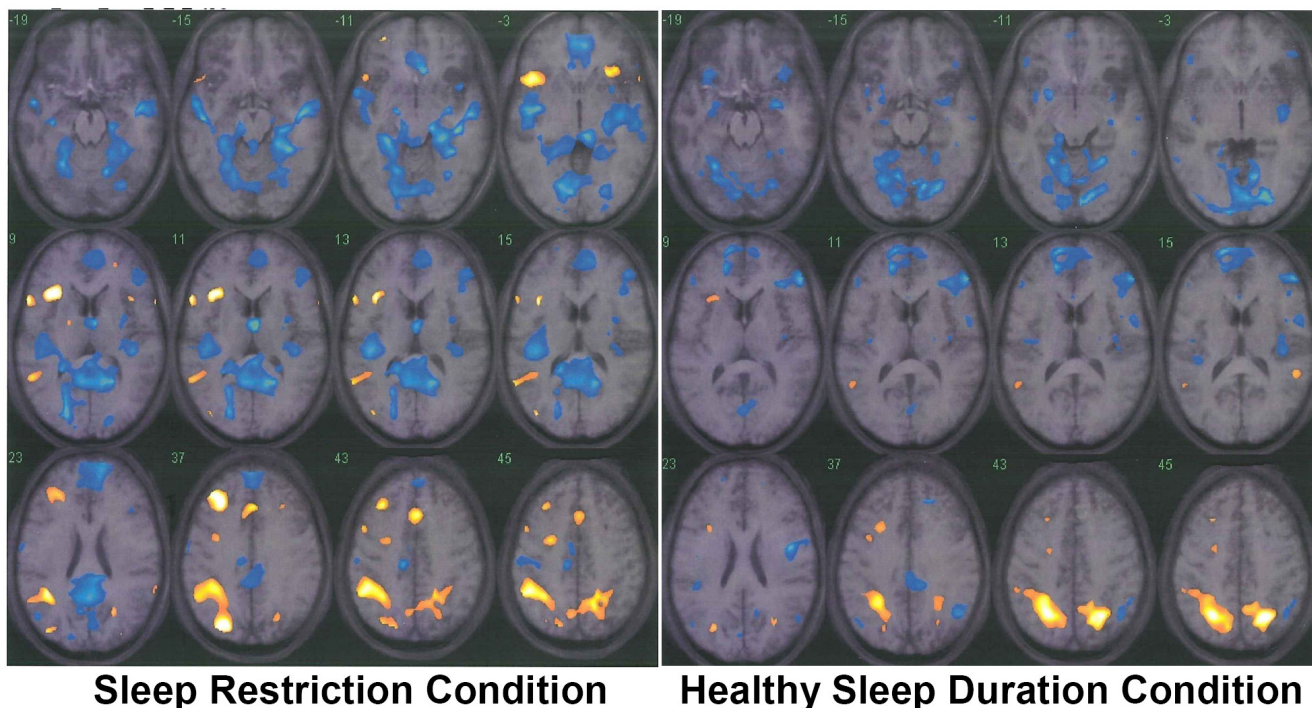 -19 -15 -11 -3 -19 -15 -11 -3
9 11 13 15 9 11 13 15
23 37 43 45 23 37 43 45
Sleep Restriction Condition Healthy Sleep Duration Condition